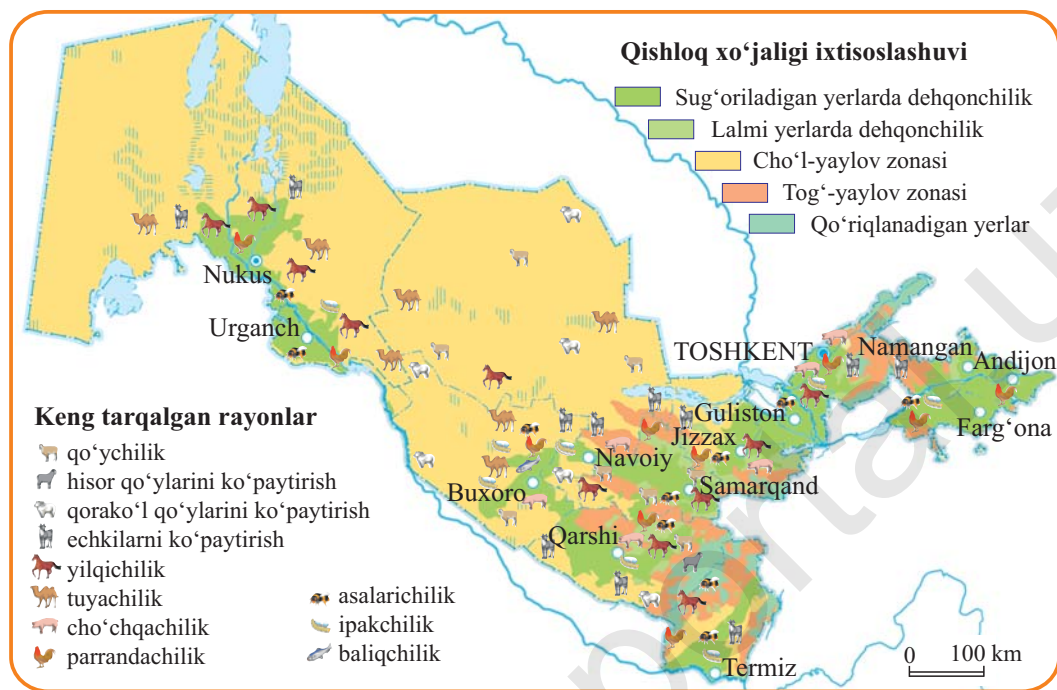 Qishloq xo‘jaligi ixtisoslashuvi
Sug‘oriladigan yerlarda dehqonchilik
Lalmi yerlarda dehqonchilik
Cho‘l-yaylov zonasi
Tog‘-yaylov zonasi
Qo‘riqlanadigan yerlar
Nukus
Urganch
TOSHKENT
Namangan
Andijon
Guliston
Farg‘ona
Jizzax
Navoiy
Samarqand
Buxoro
Qarshi
Termiz
Keng tarqalgan rayonlar
qo‘ychilik
hisor qo‘ylarini ko‘paytirish
qorako‘l qo‘ylarini ko‘paytirish
echkilarni ko‘paytirish
yilqichilik
tuyachilik
cho‘chqachilik
parrandachilik
asalarichilik
ipakchilik
baliqchilik
0 100 km